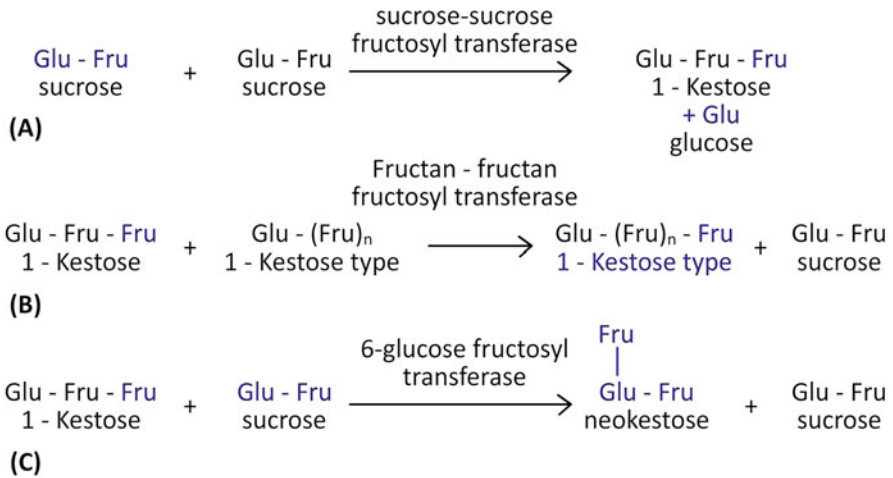 sucrose-sucrose
fructosyl transferase
Glu - Fru + Glu - Fru Glu - Fru - Fru
sucrose sucrose 1 - Kestose
+ Glu
glucose
(A)
Fructan - fructan
fructosyl transferase
Glu - Fru - Fru + Glu - (Fru)n Glu - (Fru)n - Fru + Glu - Fru
1 - Kestose 1 - Kestose type 1 - Kestose type sucrose
(B)
6-glucose fructosyl
transferase
Fru
Glu - Fru - Fru + Glu - Fru Glu - Fru + Glu - Fru
1 - Kestose sucrose neokestose sucrose
(C)